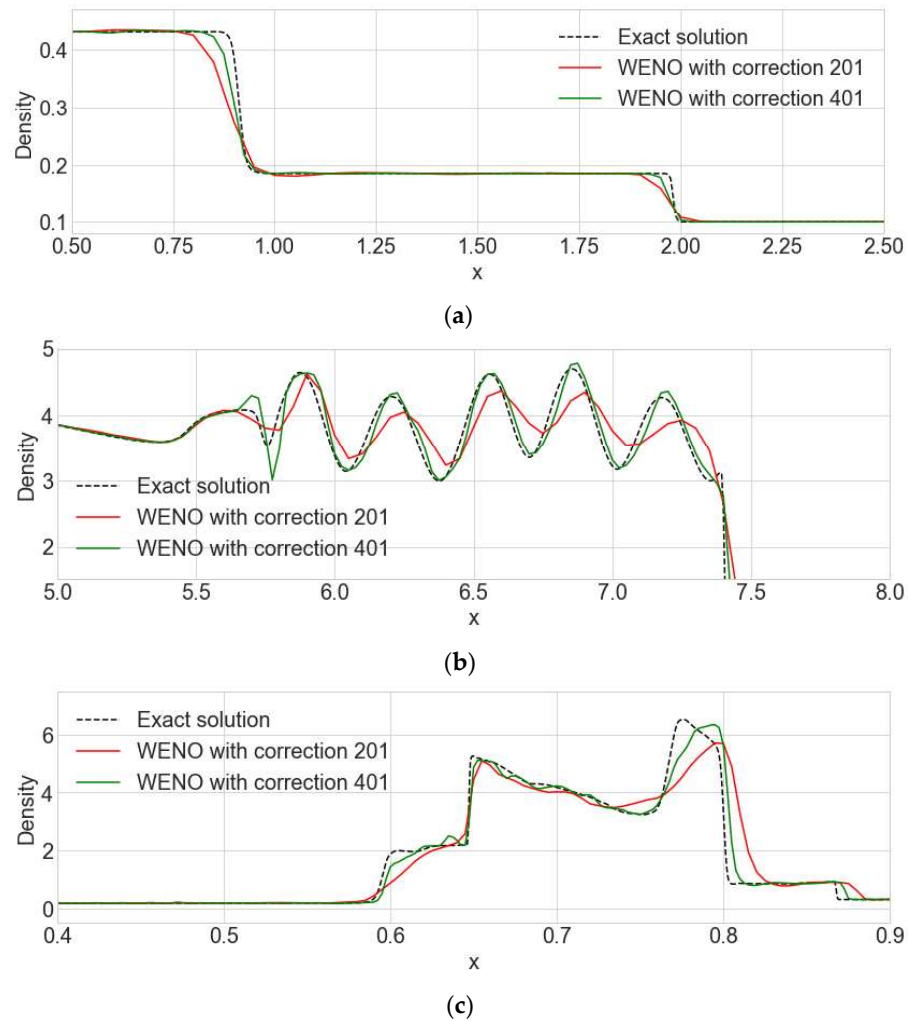 0.4
0.3
0.2
0.1
Density
Exact solution
WENO with correction 201
WENO with correction 401
0.50 0.75 1.00 1.25 1.50 1.75 2.00 2.25 2.50
x
(a)
5
4
3
2
Density
Exact solution
WENO with correction 201
WENO with correction 401
5.0 5.5 6.0 6.5 7.0 7.5 8.0
x
(b)
6
4
2
0
Density
Exact solution
WENO with correction 201
WENO with correction 401
0.4 0.5 0.6 0.7 0.8 0.9
x
(c)